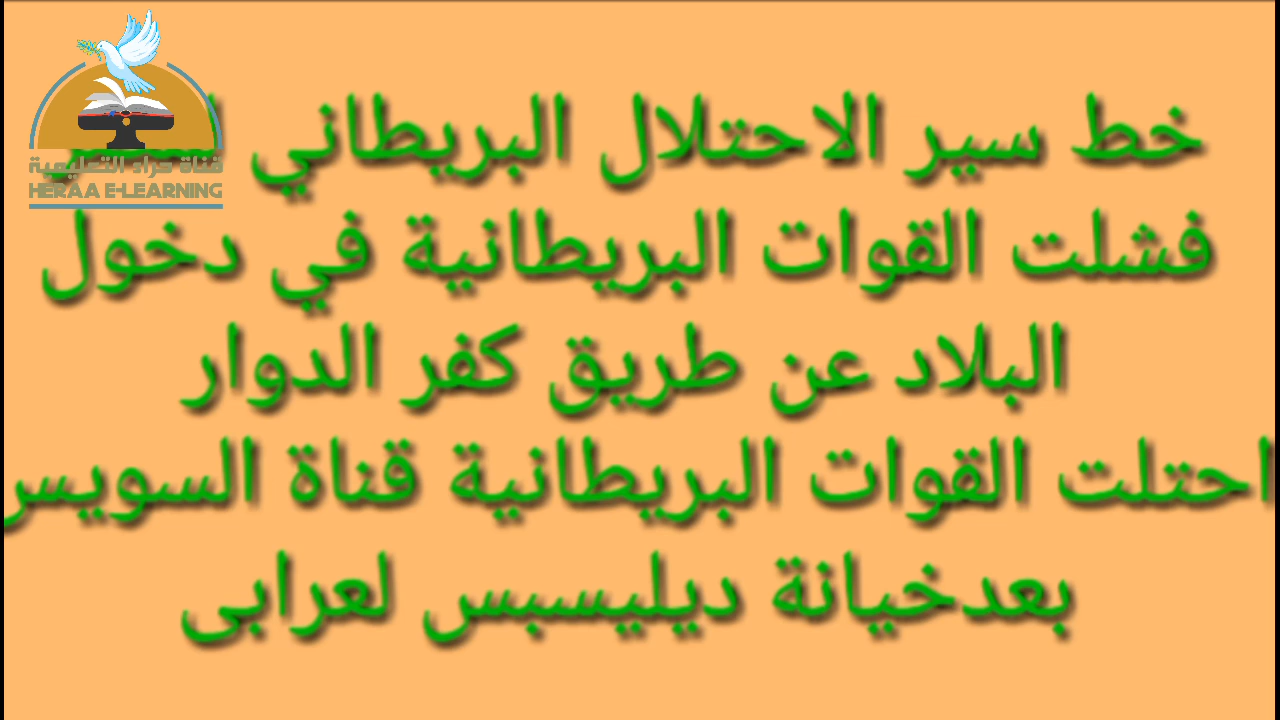 خط سير الاحتلال البريطاني
فشلت القوات البريطانية في دخول
البلاد عن طريق كفر الدوار
احتلت القوات البريطانية قناة السويس
بعدخيانة ديليسبس لعرابى
قناة حراء التعليمية
HERAA E-LEARNING